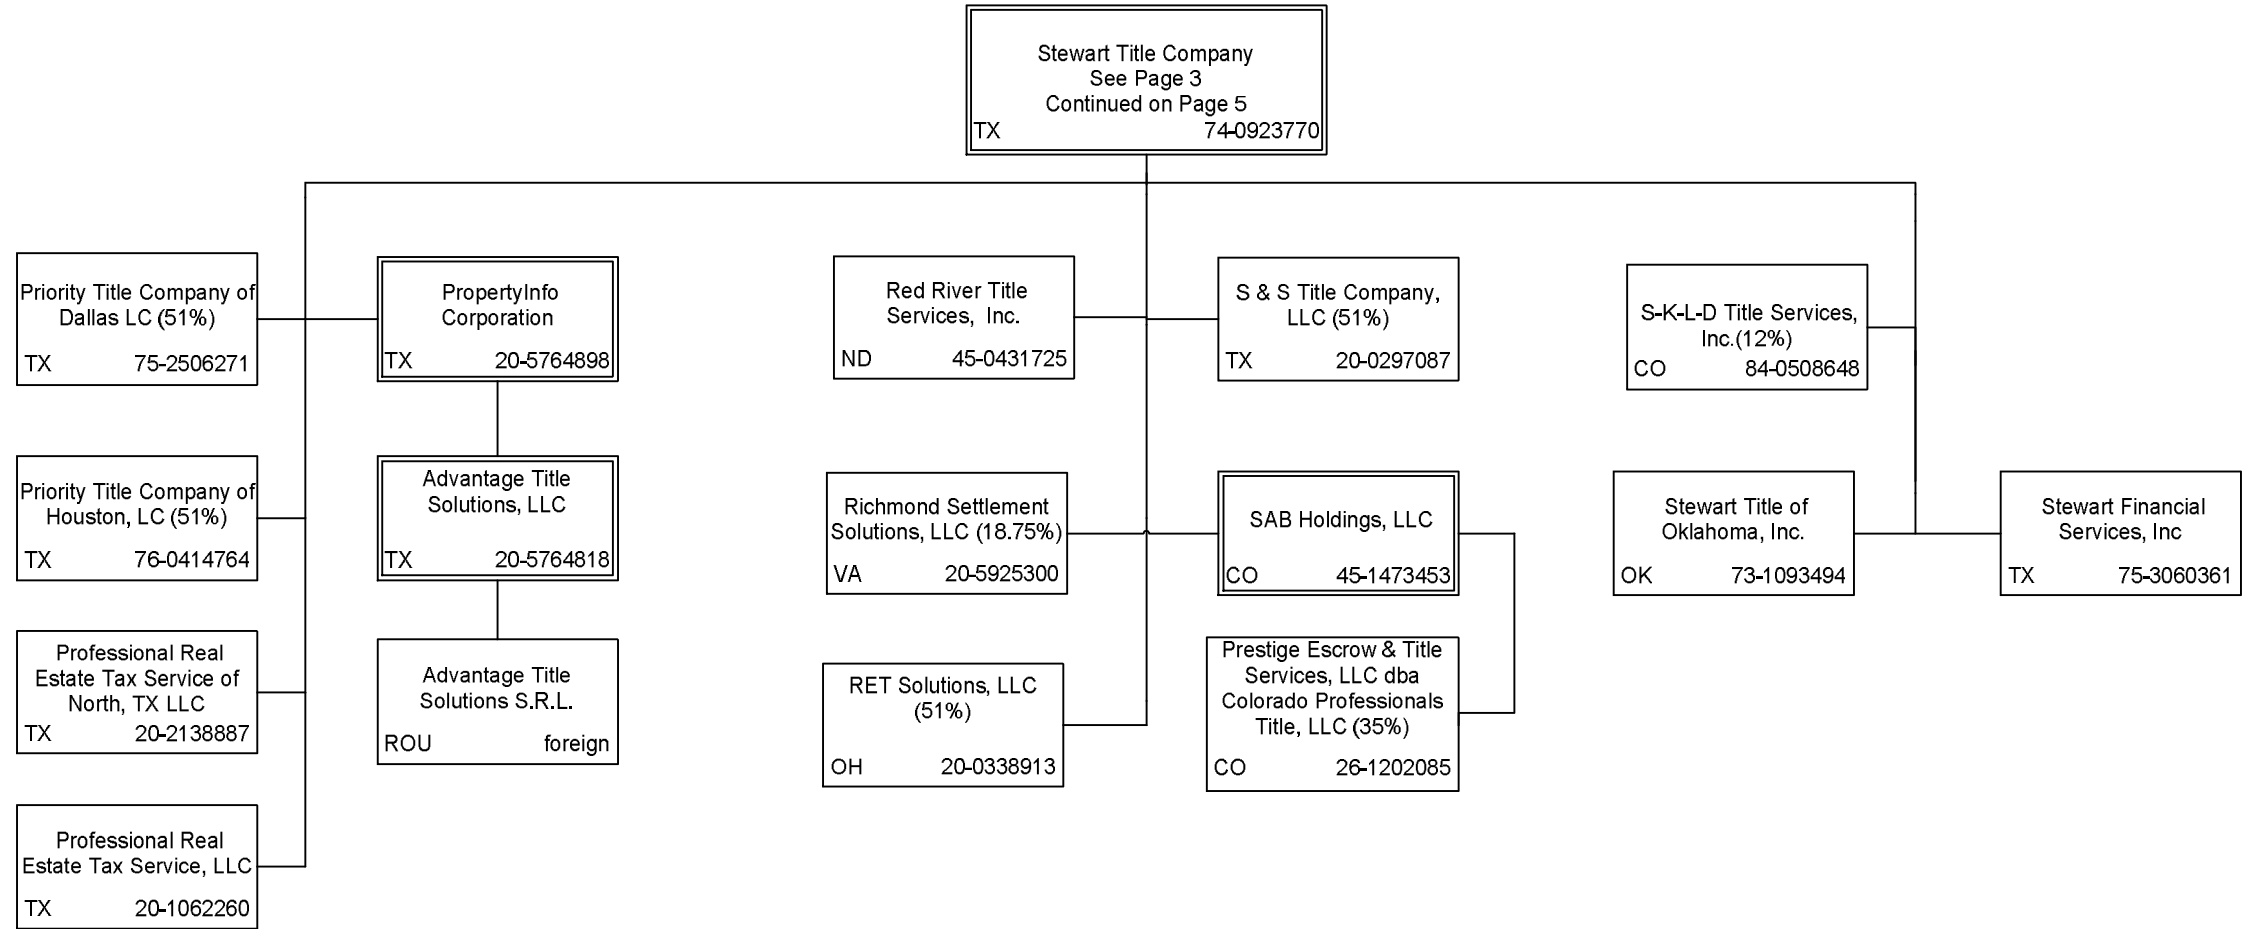 Stewart Title Company
See Page 3
Continued on Page 5
TX 74-0923770
Priority Title Company of
Dallas LC (51%)
TX 75-2506271
PropertyInfo
Corporation
TX 20-5764898
Red River Title
Services, Inc.
ND 45-0431725
S & S Title Company,
LLC (51%)
TX 20-0297087
S-K-L-D Title Services,
Inc.(12%)
CO 84-0508648
Priority Title Company of
Houston, LC (51%)
TX 76-0414764
Advantage Title
Solutions, LLC
TX 20-5764818
Richmond Settlement
Solutions, LLC (18.75%)
VA 20-5925300
SAB Holdings, LLC
CO 45-1473453
Stewart Title of
Oklahoma, Inc.
OK 73-1093494
Stewart Financial
Services, Inc
TX 75-3060361
Professional Real
Estate Tax Service of
North, TX LLC
TX 20-2138887
Advantage Title
Solutions S.R.L.
ROU foreign
RET Solutions, LLC
(51%)
OH 20-0338913
Prestige Escrow & Title
Services, LLC dba
Colorado Professionals
Title, LLC (35%)
CO 26-1202085
Professional Real
Estate Tax Service, LLC
TX 20-1062260